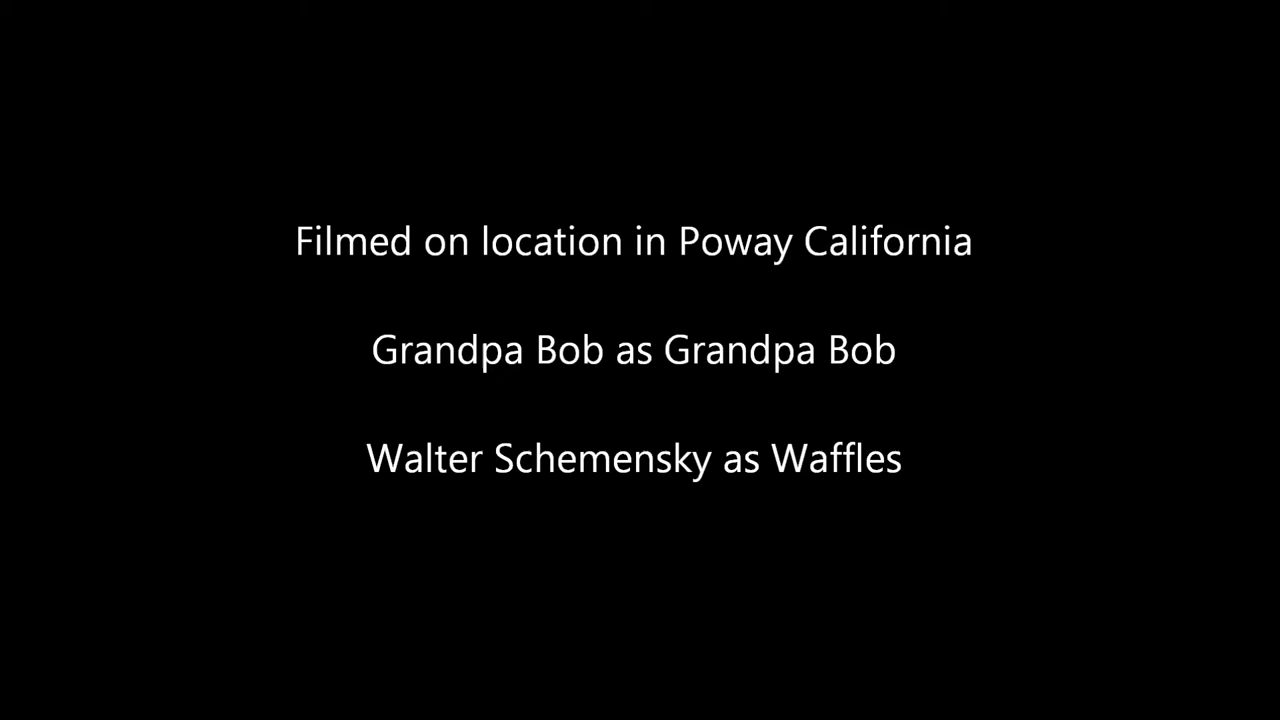 Filmed on location in Poway California
Grandpa Bob as Grandpa Bob
Walter Schemensky as Waffles